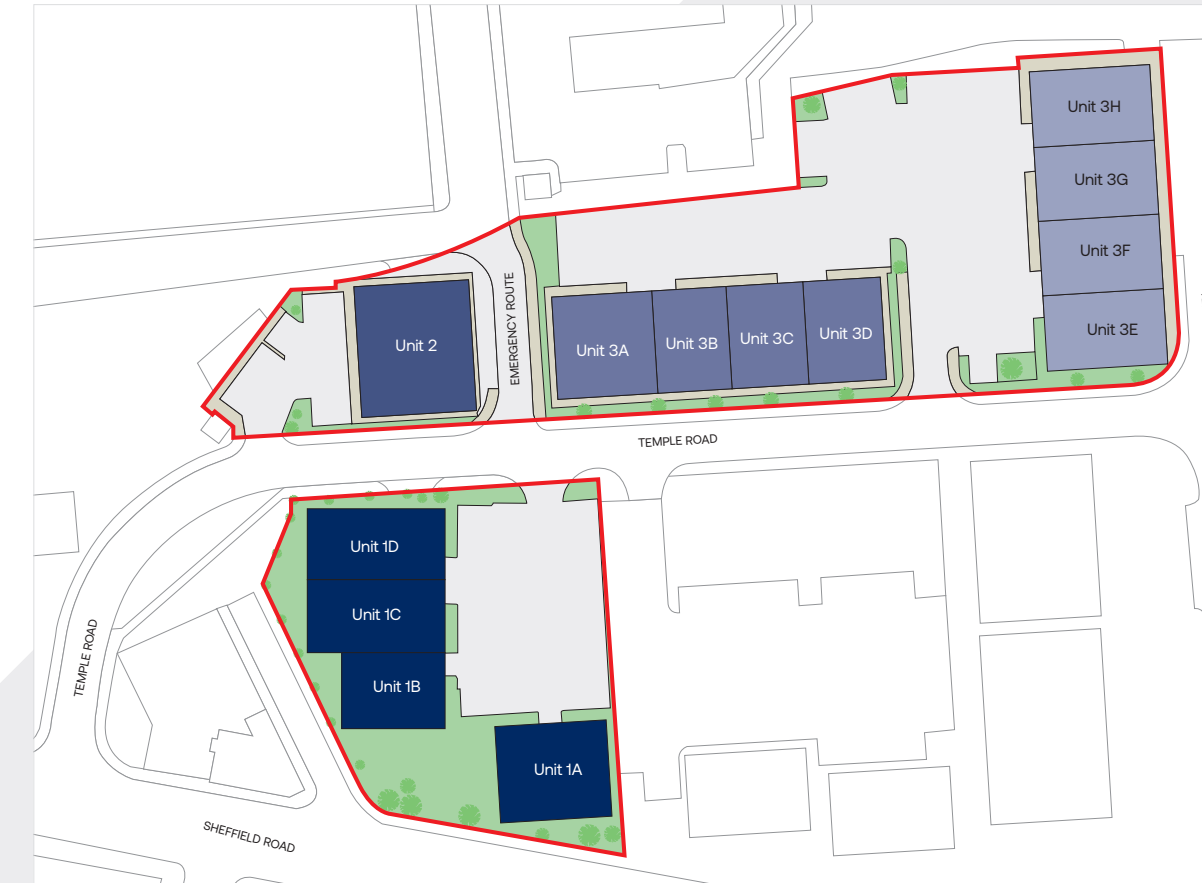 Unit 3H
Unit 3G
Unit 3F
Unit 3E
Unit 2
EMERGENCY ROUTE
Unit 3A
Unit 3B
Unit 3C
Unit 3D
TEMPLE ROAD
Unit 1D
Unit 1C
Unit 1B
Unit 1A
TEMPLE ROAD
SHEFFIELD ROAD